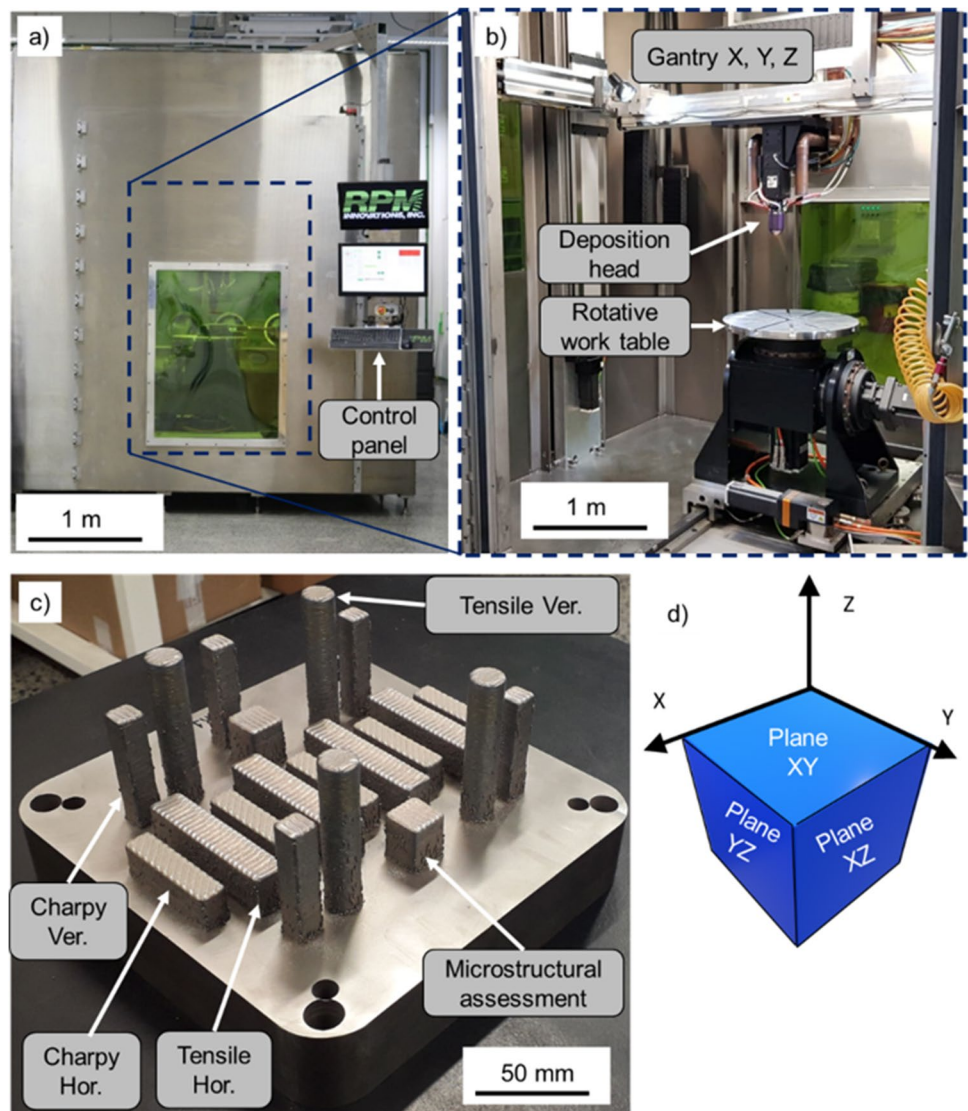 a)
RPM
INNOVATIONS, INC.
RPM
Control
panel
1 m
b)
Gantry X, Y, Z
Deposition
head
Rotative
work table
1 m
c)
Tensile Ver.
Charpy
Ver.
Charpy
Hor.
Tensile
Hor.
Microstructural
assessment
50 mm
d)
Z
X
Y
Plane
XY
Plane
YZ
Plane
XZ